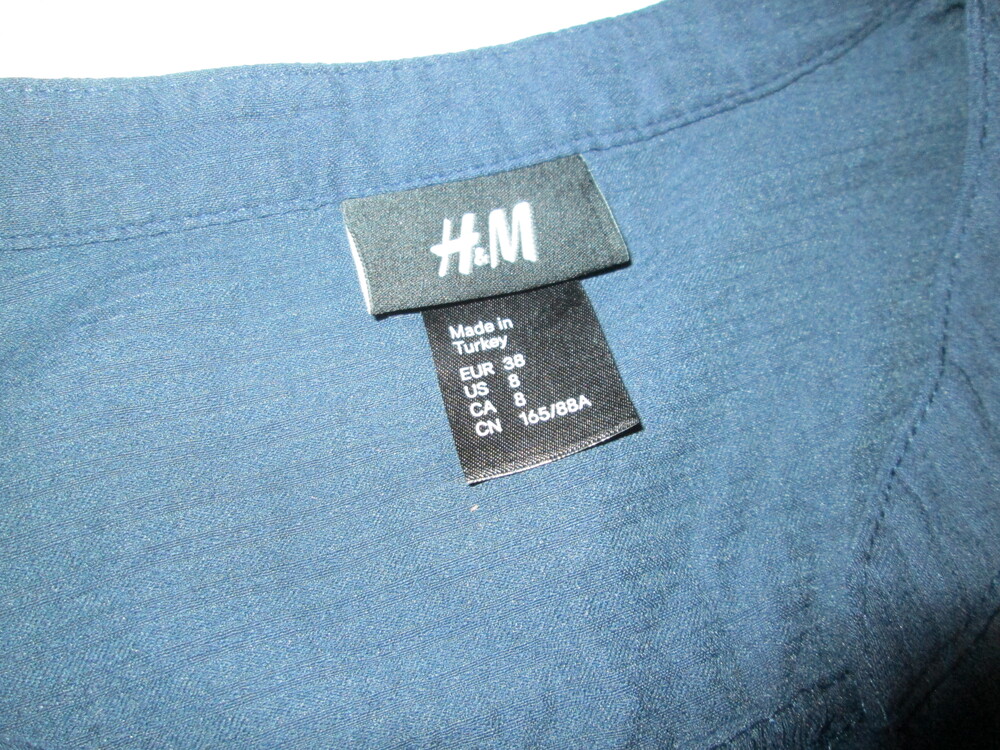 H&M
Made in
Turkey
EUR 38
US 8
CA 8
CN 165/88A